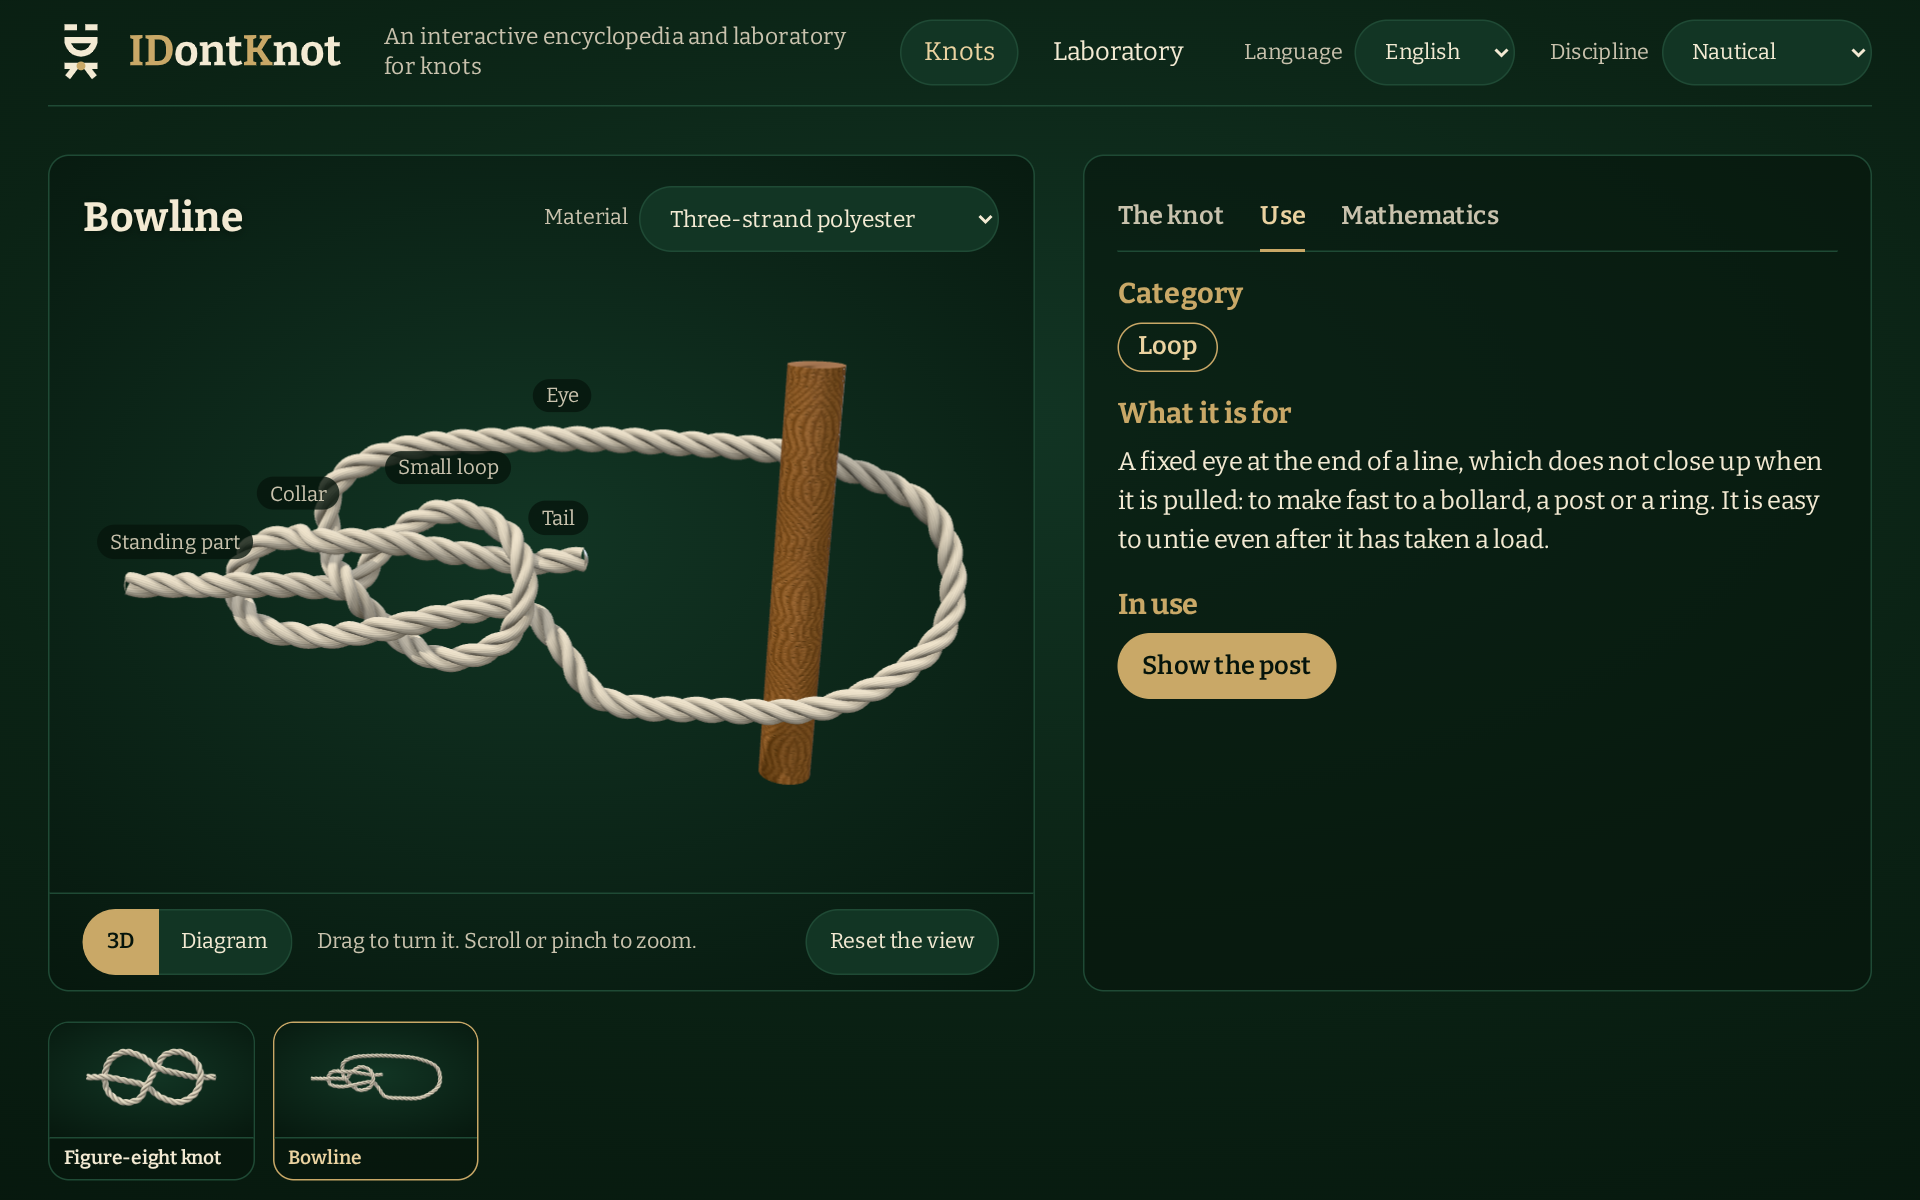 IDontKnot
An interactive encyclopedia and laboratory
for knots
Knots
Laboratory
Language
English
Discipline
Nautical
Bowline
Material
Three-strand polyester
Eye
Small loop
Collar
Tail
Standing part
3D
Diagram
Drag to turn it. Scroll or pinch to zoom.
Reset the view
The knot
Use
Mathematics
Category
Loop
What it is for
A fixed eye at the end of a line, which does not close up when
it is pulled: to make fast to a bollard, a post or a ring. It is easy
to untie even after it has taken a load.
In use
Show the post
Figure-eight knot
Bowline